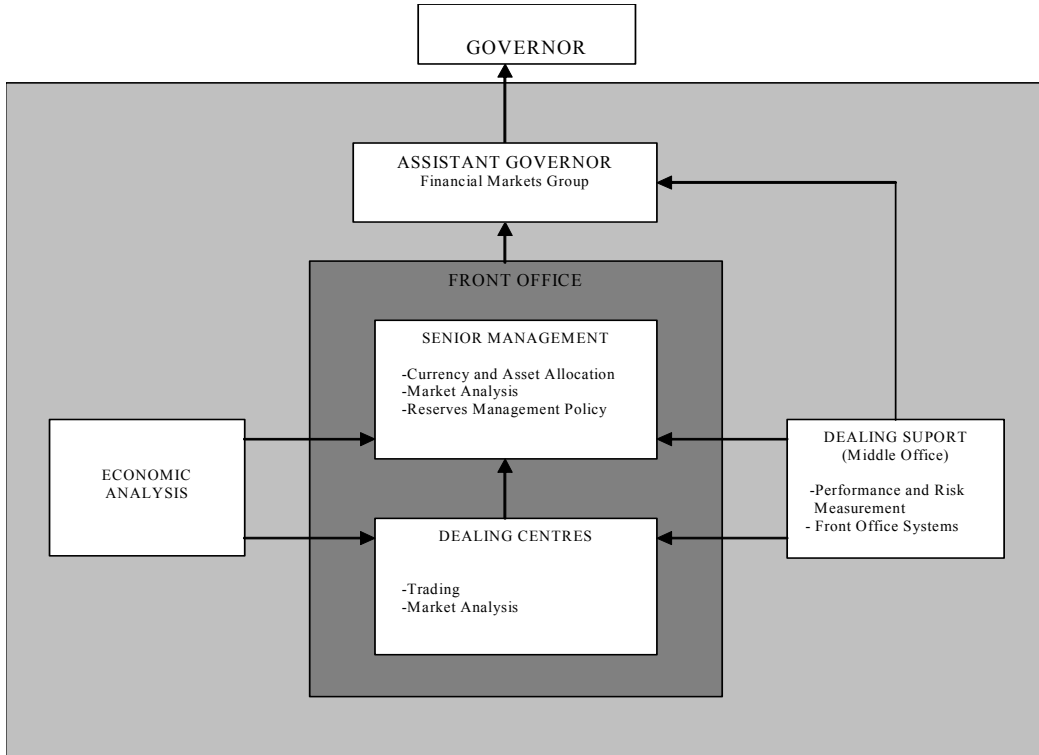 GOVERNOR
ASSISTANT GOVERNOR
Financial Markets Group
FRONT OFFICE
SENIOR MANAGEMENT
-Currency and Asset Allocation
-Market Analysis
-Reserves Management Policy
ECONOMIC
ANALYSIS
DEALING SUPORT
(Middle Office)
-Performance and Risk
Measurement
- Front Office Systems
DEALING CENTRES
-Trading
-Market Analysis